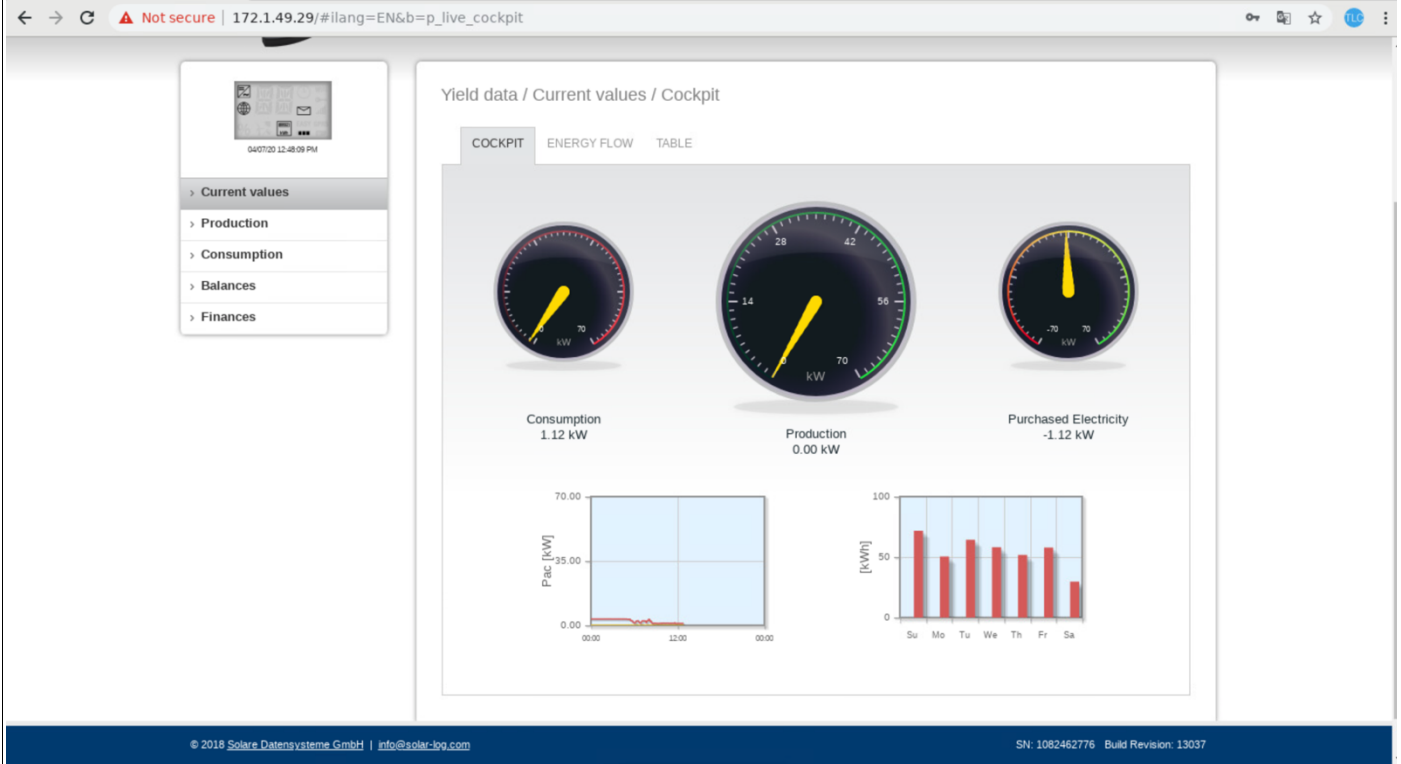 Not secure | 172.1.49.29/#ilang=EN&b=p_live_cockpit
TLC
04/07/20 12:48:09 PM
› Current values
› Production
› Consumption
› Balances
› Finances
Yield data / Current values / Cockpit
COCKPIT ENERGY FLOW TABLE
0 70
kW
Consumption
1.12 kW
28 42
14 56
0 70
kW
Production
0.00 kW
-70 70
kW
Purchased Electricity
-1.12 kW
Pac [kW]
70.00
35.00
0.00
00:00 12:00 00:00
[kWh]
100
50
0
Su Mo Tu We Th Fr Sa
© 2018 Solare Datensysteme GmbH | info@solar-log.com
SN: 1082462776 Build Revision: 13037